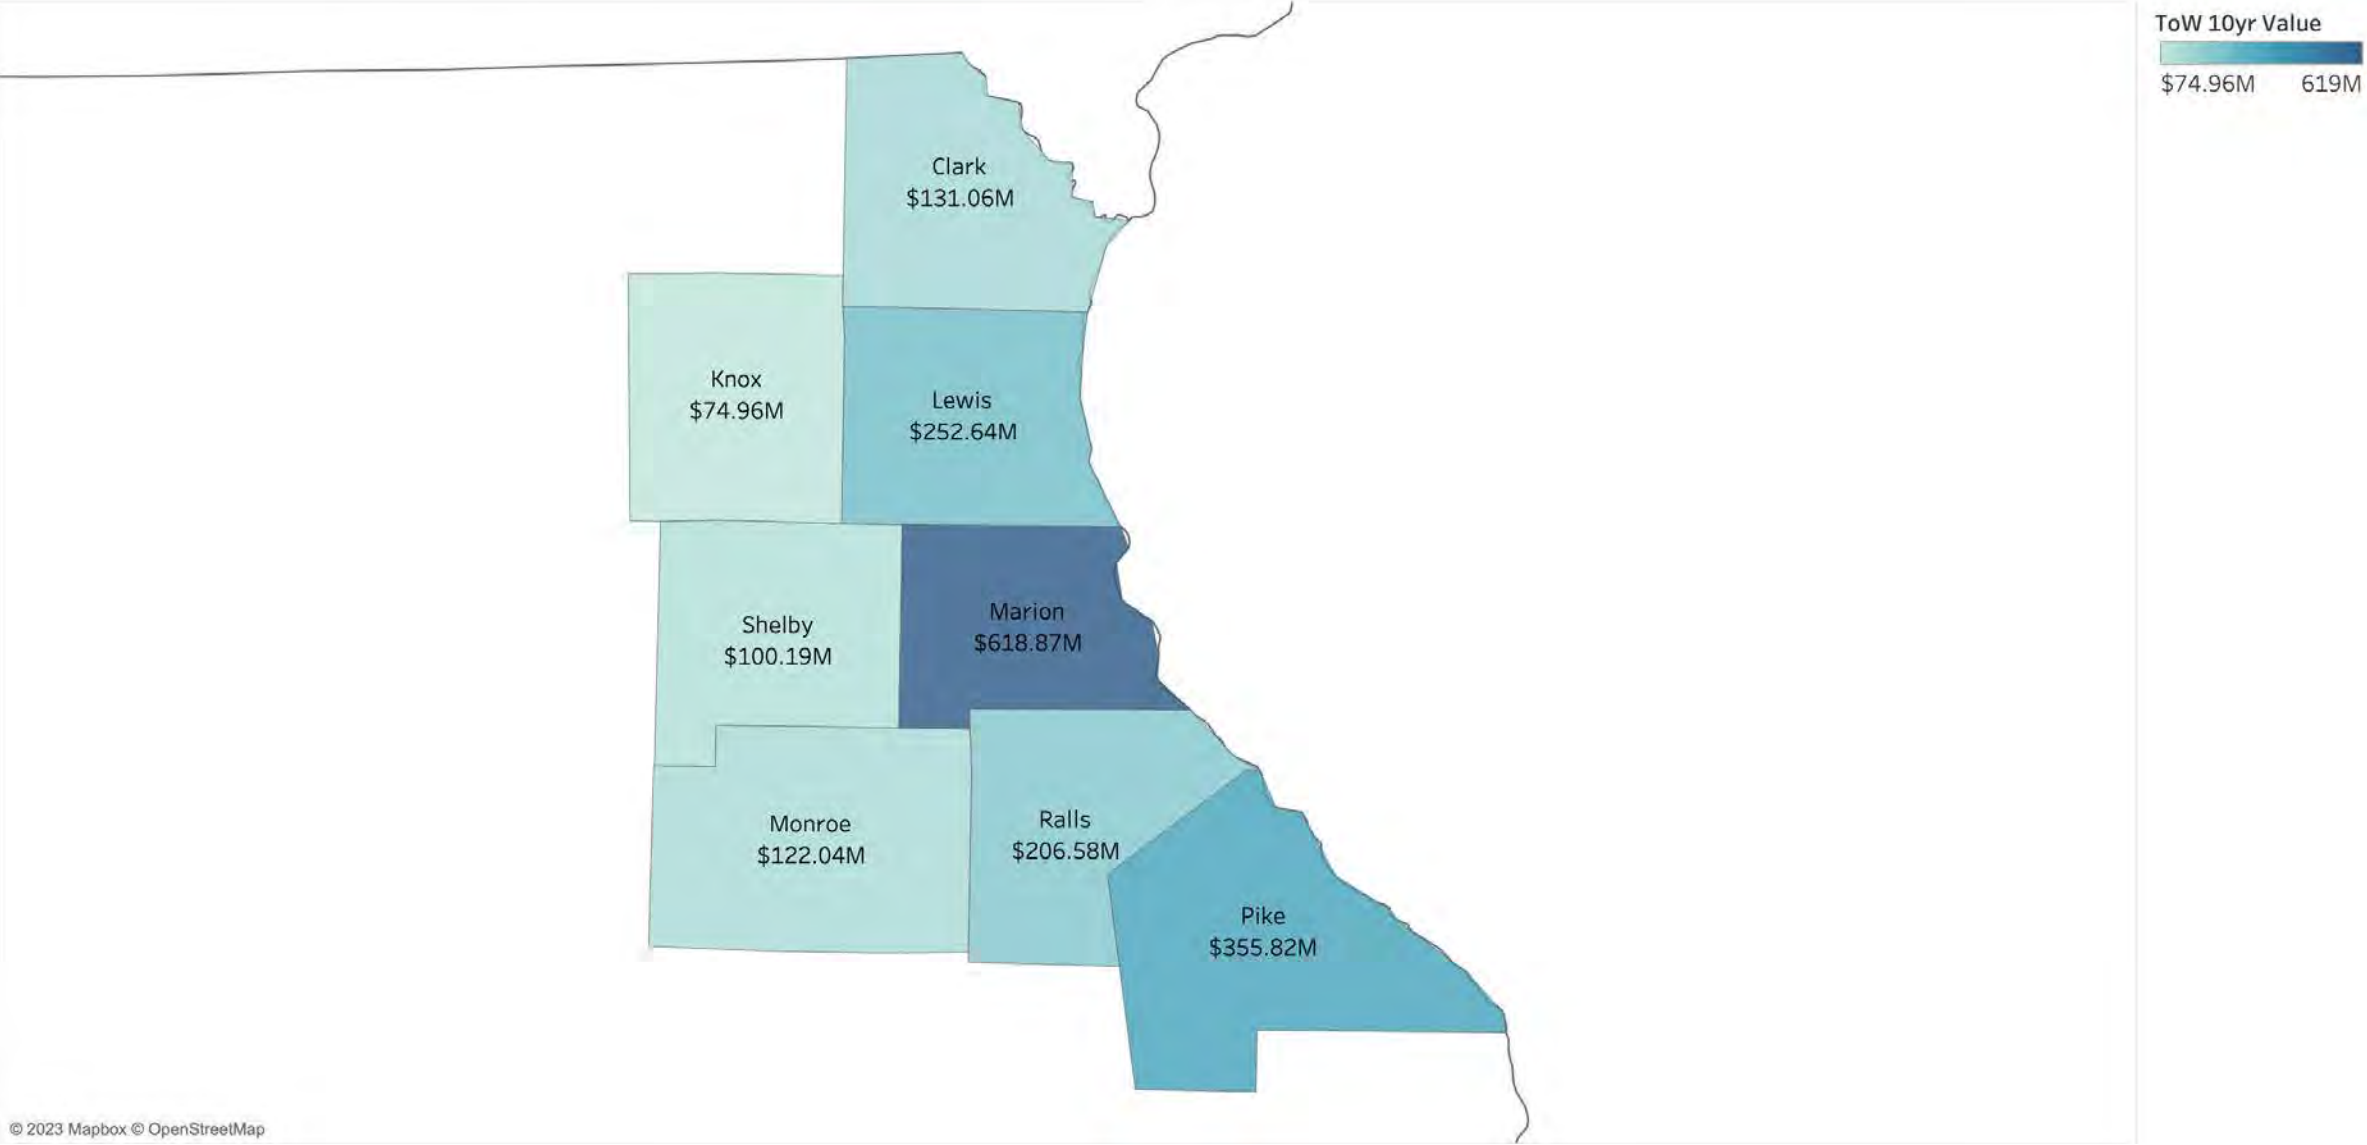 ToW 10yr Value
$74.96M 619M
Clark
$131.06M
Knox
$74.96M
Lewis
$252.64M
Shelby
$100.19M
Marion
$618.87M
Monroe
$122.04M
Ralls
$206.58M
Pike
$355.82M
© 2023 Mapbox © OpenStreetMap